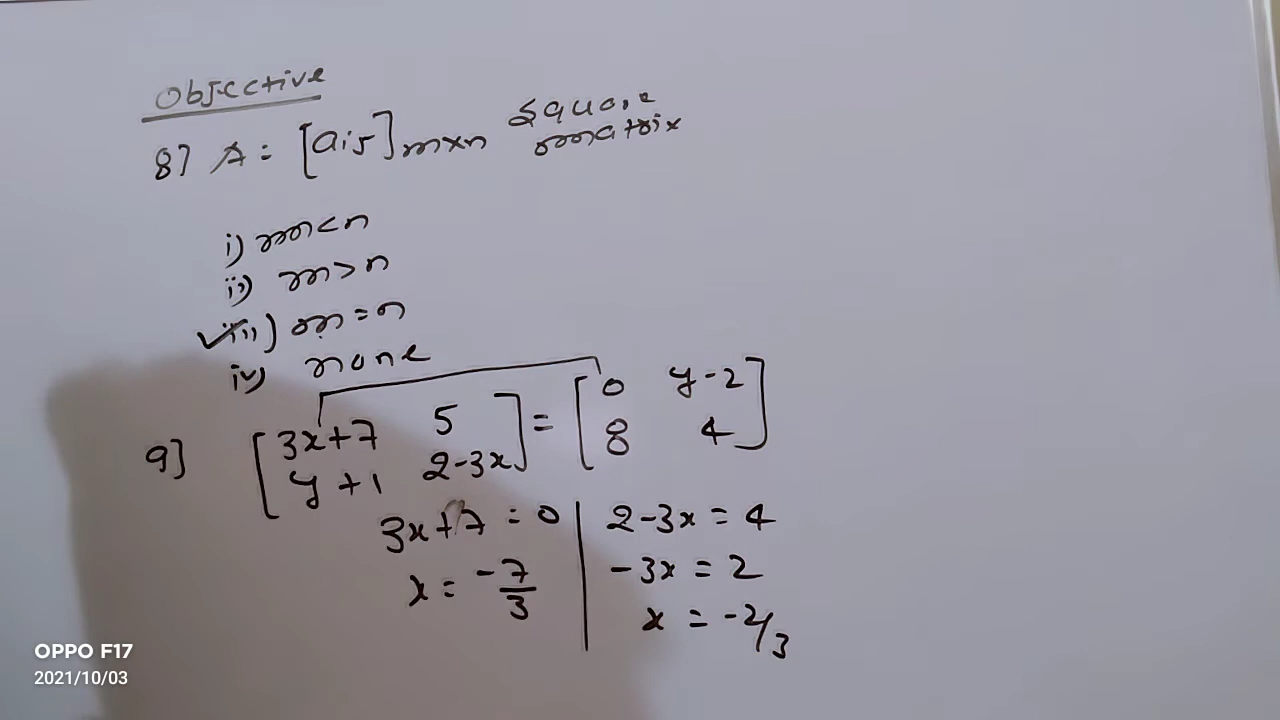 Objective
8] A = [aij]m×n square
matrix
i) m<n
ii) m>n
✓iii) m=n
iv) none
9] [3x+7 5] = [0 y-2]
[y+1 2-3x] [8 4]
3x+7 = 0 | 2-3x = 4
x = -7/3 | -3x = 2
x = -2/3
OPPO F17
2021/10/03